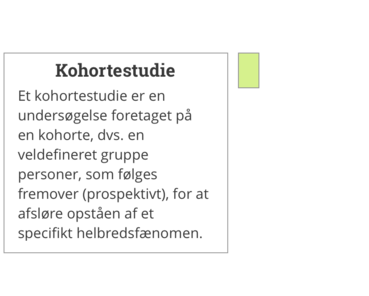 Kohortestudie
Et kohortestudie er en
undersøgelse foretaget på
en kohorte, dvs. en
veldefineret gruppe
personer, som følges
fremover (prospektivt), for at
afsløre opståen af et
specifikt helbredsfænomen.